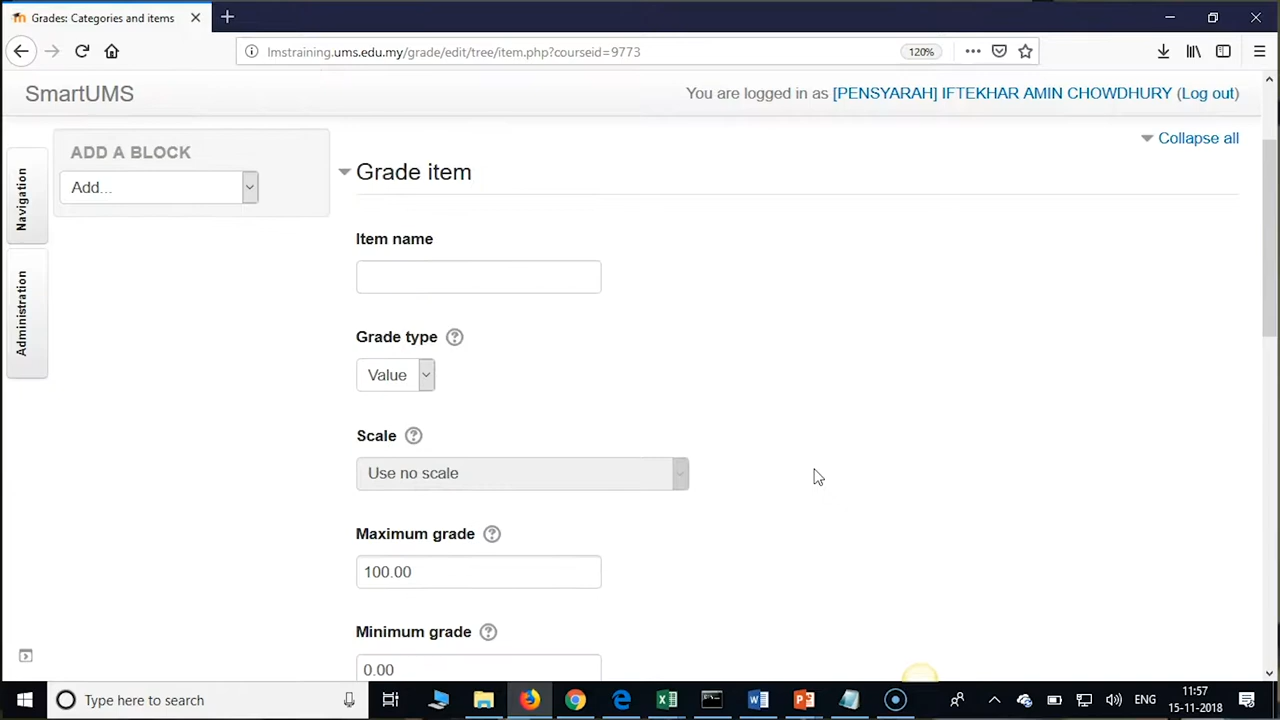 Grades: Categories and items
lmstraining.ums.edu.my/grade/edit/tree/item.php?courseid=9773
120%
SmartUMS
You are logged in as [PENSYARAH] IFTEKHAR AMIN CHOWDHURY (Log out)
Collapse all
ADD A BLOCK
Add...
Navigation
Administration
Grade item
Item name
Grade type
Value
Scale
Use no scale
Maximum grade
100.00
Minimum grade
0.00
Type here to search
ENG
11:57
15-11-2018